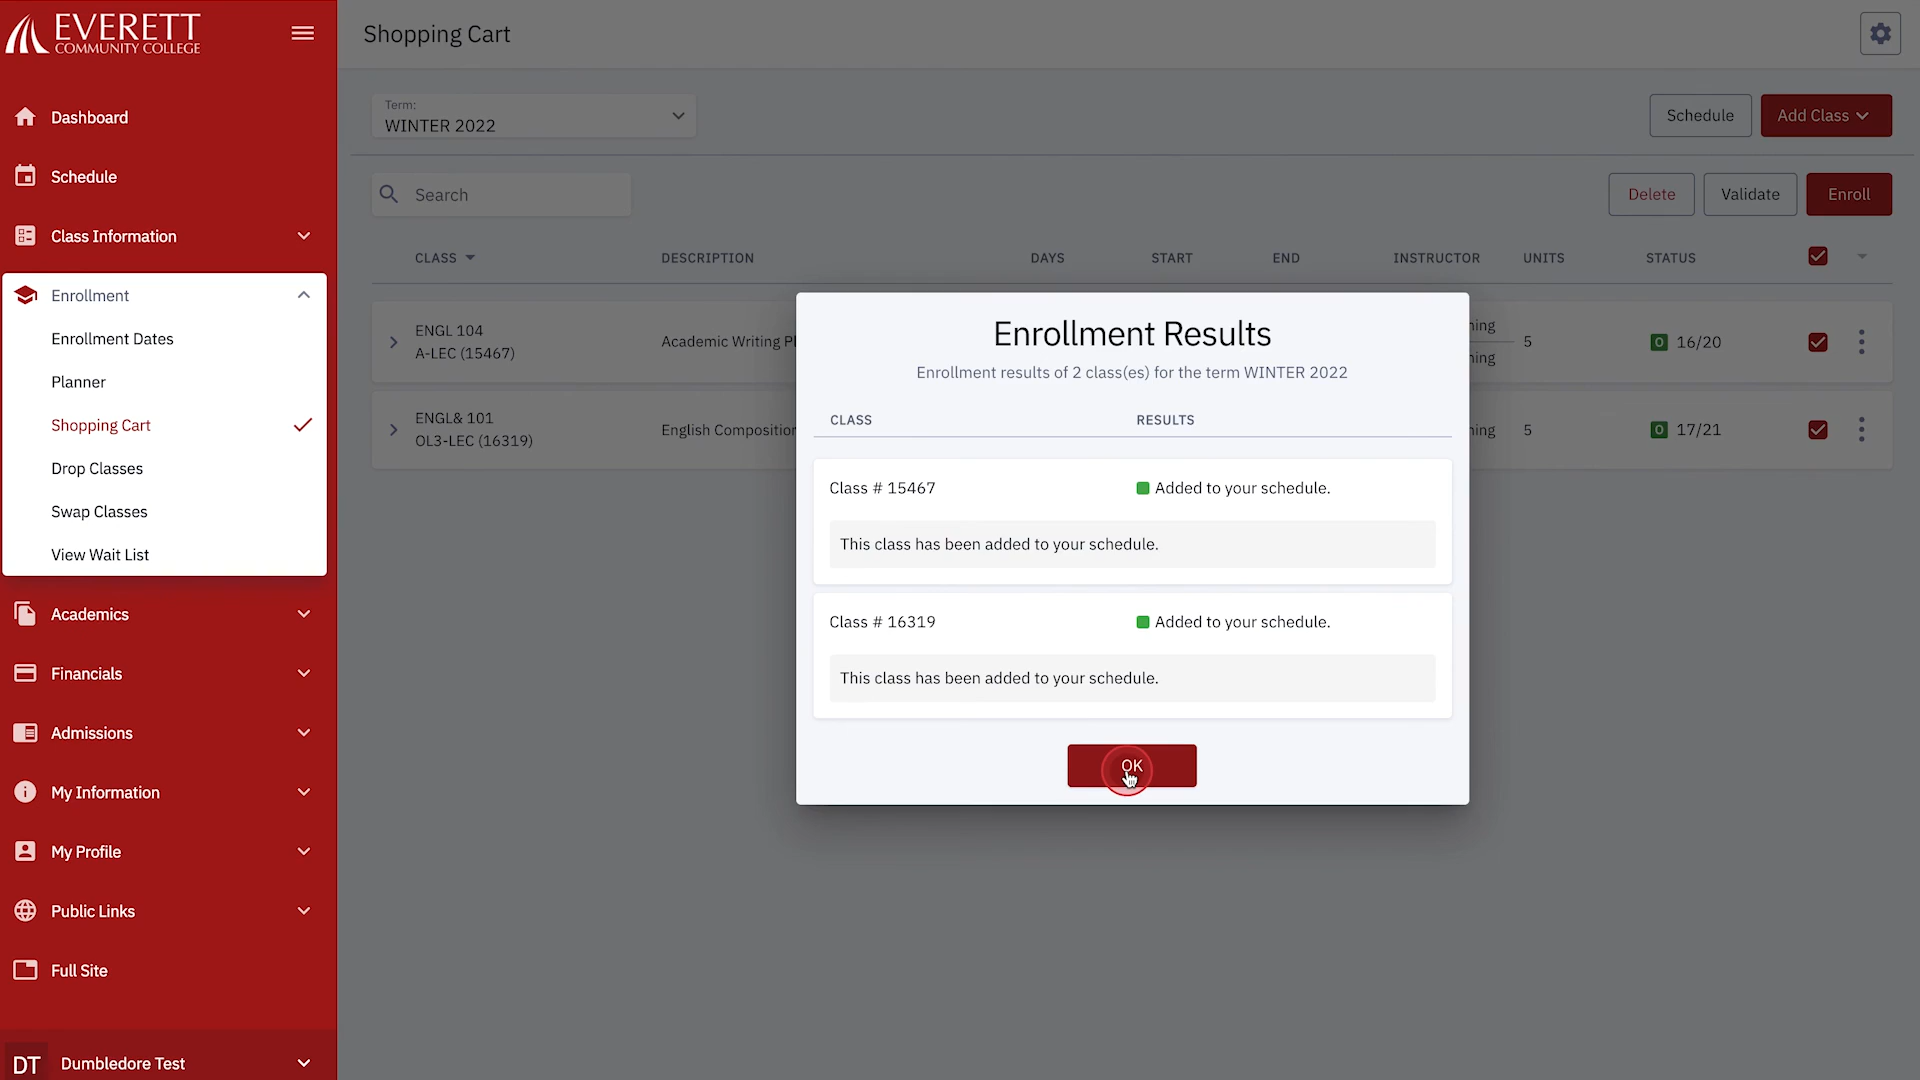 EVERETT
COMMUNITY COLLEGE
Dashboard
Schedule
Class Information
Enrollment
Enrollment Dates
Planner
Shopping Cart
Drop Classes
Swap Classes
View Wait List
Academics
Financials
Admissions
My Information
My Profile
Public Links
Full Site
DT Dumbledore Test
Shopping Cart
Term:
WINTER 2022
Schedule
Add Class
Search
Delete
Validate
Enroll
CLASS DESCRIPTION DAYS START END INSTRUCTOR UNITS STATUS
ENGL 104
A-LEC (15467)
Academic Writing Pl
ning
ning
5
O 16/20
ENGL& 101
OL3-LEC (16319)
English Composition
ning
5
O 17/21
Enrollment Results
Enrollment results of 2 class(es) for the term WINTER 2022
CLASS RESULTS
Class # 15467 Added to your schedule.
This class has been added to your schedule.
Class # 16319 Added to your schedule.
This class has been added to your schedule.
OK